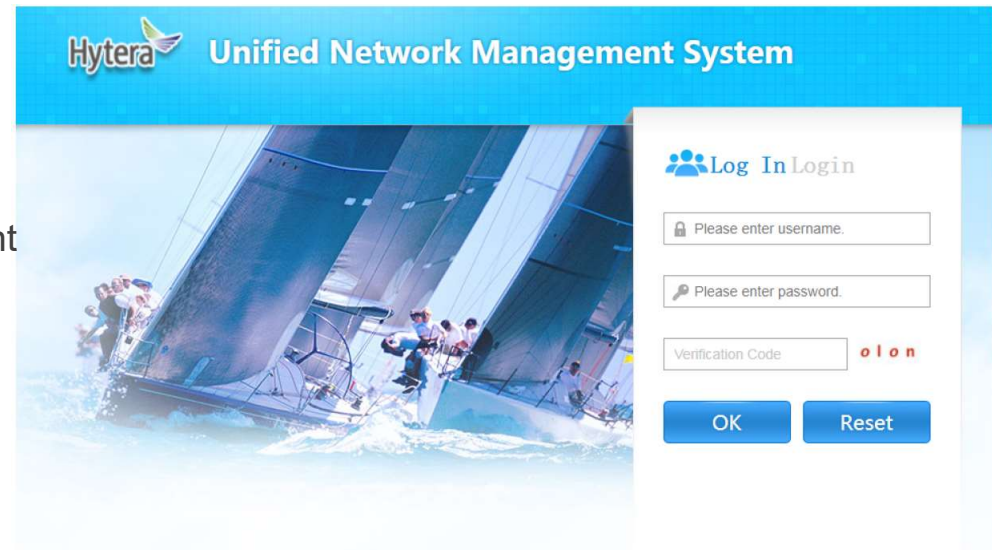 Hytera Unified Network Management System
Log In Login
nt
Please enter username.
Please enter password.
Verification Code olon
OK Reset